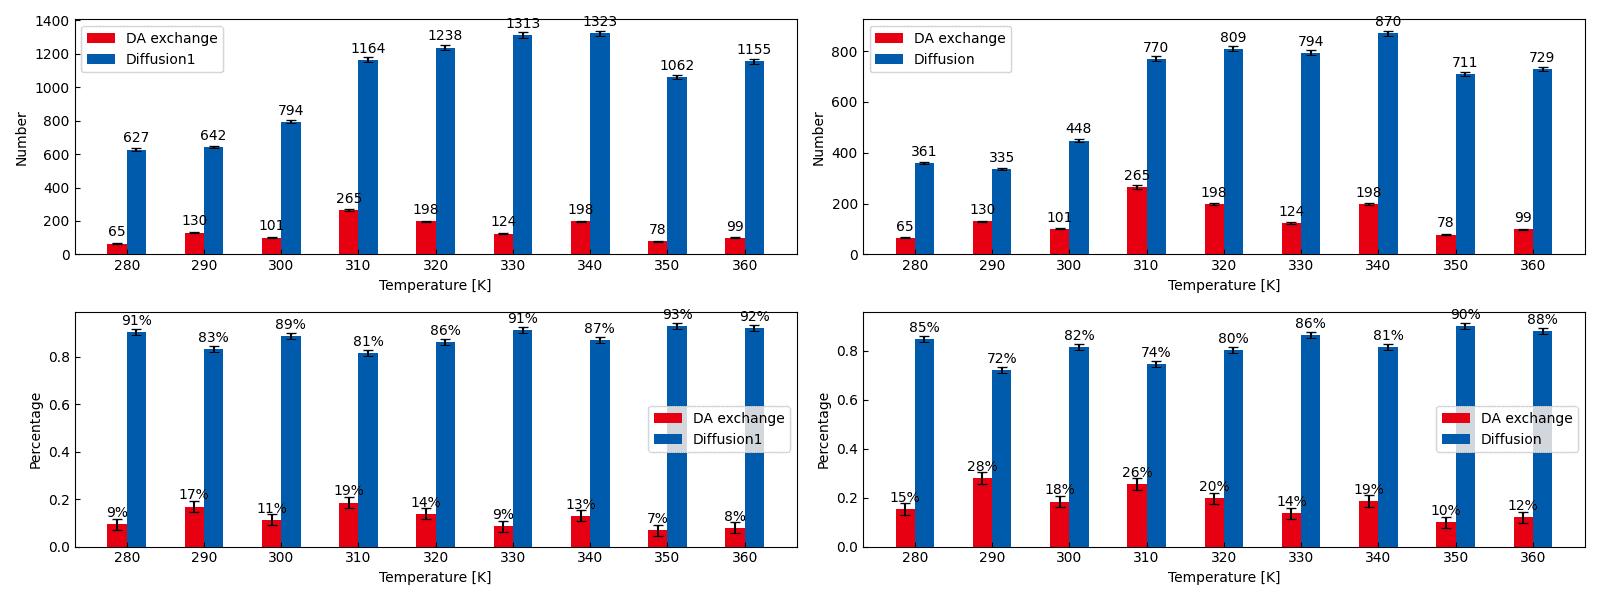 1400
1200
1000
800
600
400
200
0
Number
DA exchange
Diffusion1
65 627 130 642 101 794 265 1164 198 1238 124 1313 198 1323 78 1062 99 1155
280 290 300 310 320 330 340 350 360
Temperature [K]
800
600
400
200
0
Number
DA exchange
Diffusion
65 361 130 335 101 448 265 770 198 809 124 794 198 870 78 711 99 729
280 290 300 310 320 330 340 350 360
Temperature [K]
0.8
0.6
0.4
0.2
0.0
Percentage
DA exchange
Diffusion1
9% 91% 17% 83% 11% 89% 19% 81% 14% 86% 9% 91% 13% 87% 7% 93% 8% 92%
280 290 300 310 320 330 340 350 360
Temperature [K]
0.8
0.6
0.4
0.2
0.0
Percentage
DA exchange
Diffusion
15% 85% 28% 72% 18% 82% 26% 74% 20% 80% 14% 86% 19% 81% 10% 90% 12% 88%
280 290 300 310 320 330 340 350 360
Temperature [K]